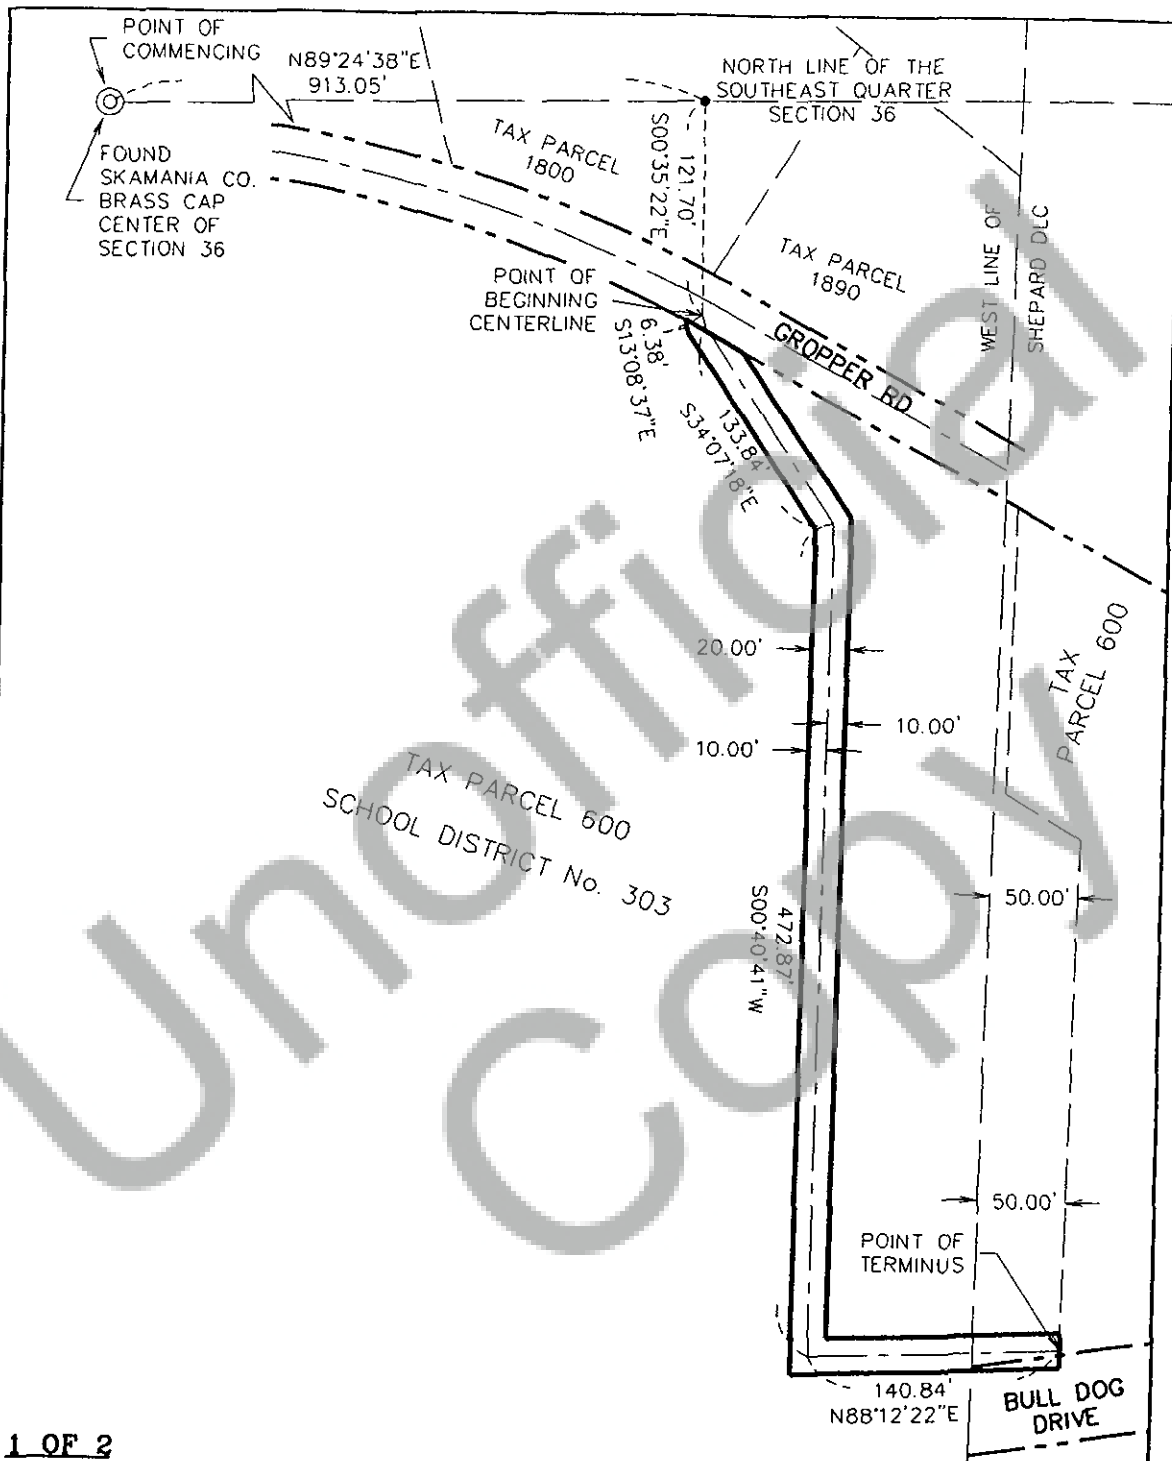 POINT OF
COMMENCING
N89°24'38"E
913.05'
NORTH LINE OF THE
SOUTHEAST QUARTER
SECTION 36
FOUND
SKAMANIA CO.
BRASS CAP
CENTER OF
SECTION 36
TAX PARCEL
1800
121.70'
S00°35'22"E
TAX PARCEL
1890
WEST LINE OF
SHEPARD DLC
POINT OF
BEGINNING
CENTERLINE
6.38'
S13°08'37"E
GROPPER RD
133.84'
S34°07'18"E
20.00'
10.00'
10.00'
TAX
PARCEL 600
TAX PARCEL 600
SCHOOL DISTRICT No. 303
472.87'
S00°40'41"W
50.00'
50.00'
POINT OF
TERMINUS
140.84'
N88°12'22"E
BULL DOG
DRIVE
1 OF 2
Unofficial
Copy